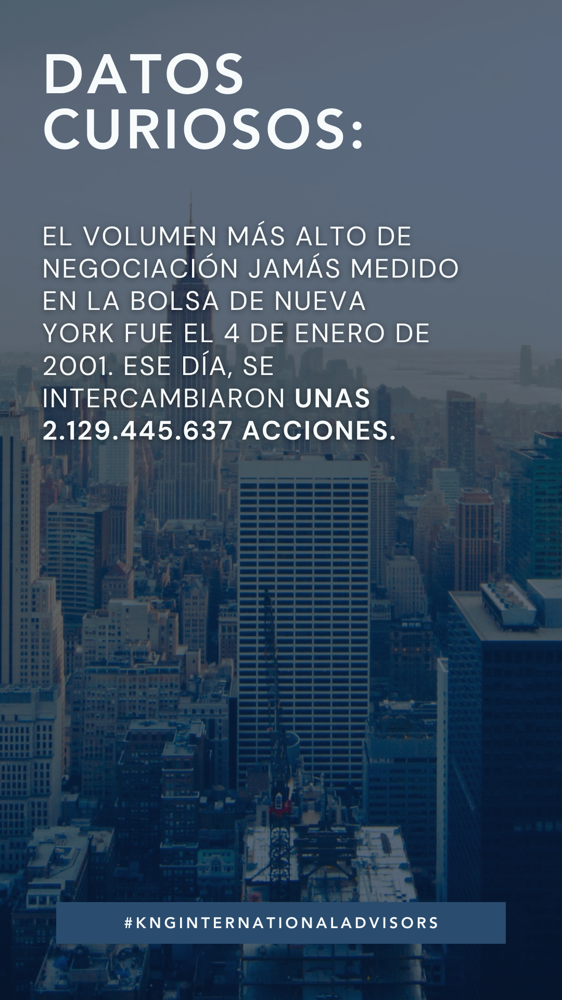 DATOS
CURIOSOS:
EL VOLUMEN MÁS ALTO DE
NEGOCIACIÓN JAMÁS MEDIDO
EN LA BOLSA DE NUEVA
YORK FUE EL 4 DE ENERO DE
2001. ESE DÍA, SE
INTERCAMBIARON UNAS
2.129.445.637 ACCIONES.
#KNGINTERNATIONALADVISORS